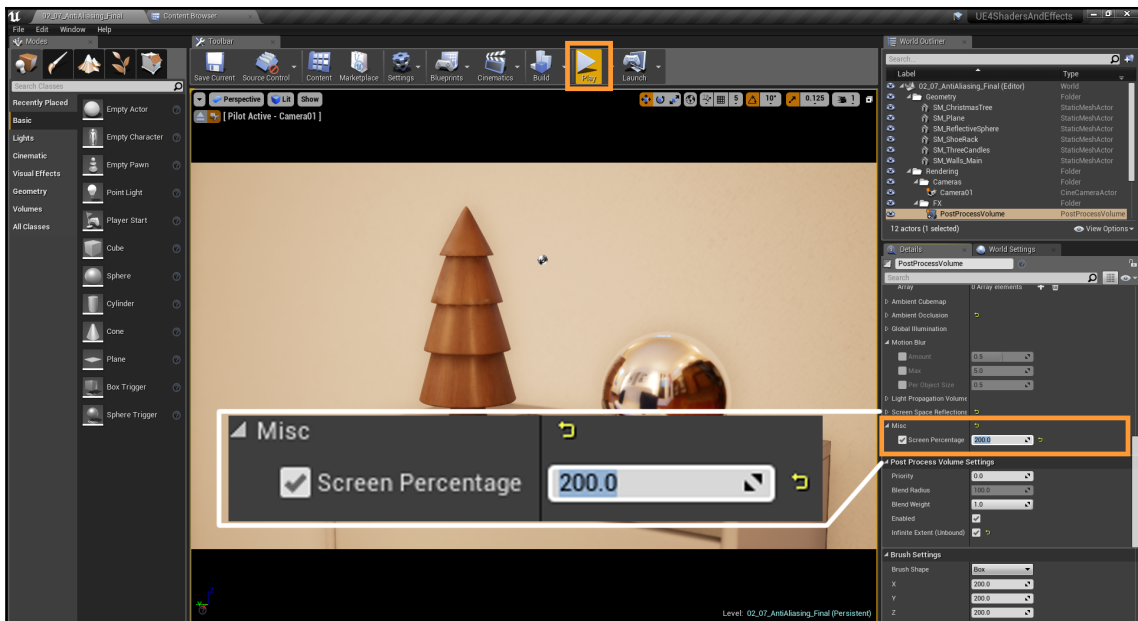 02_07_AntiAliasing_Final
Content Browser
UE4ShadersAndEffects
File Edit Window Help
Modes
Toolbar
World Outliner
Save Current Source Control Content Marketplace Settings Blueprints Cinematics Build Play Launch
Search Classes
Search...
Recently Placed
Basic
Lights
Cinematic
Visual Effects
Geometry
Volumes
All Classes
Empty Actor
Empty Character
Empty Pawn
Point Light
Player Start
Cube
Sphere
Cylinder
Cone
Plane
Box Trigger
Sphere Trigger
Perspective Lit Show
5 10° 0.125 1
[ Pilot Active - Camera01 ]
Misc
Screen Percentage 200.0
Level: 02_07_AntiAliasing_Final (Persistent)
Label Type
02_07_AntiAliasing_Final (Editor) World
Geometry Folder
SM_ChristmasTree StaticMeshActor
SM_Plane StaticMeshActor
SM_ReflectiveSphere StaticMeshActor
SM_ShoeRack StaticMeshActor
SM_ThreeCandles StaticMeshActor
SM_Walls_Main StaticMeshActor
Rendering Folder
Cameras Folder
Camera01 CineCameraActor
FX Folder
PostProcessVolume PostProcessVolume
12 actors (1 selected) View Options
Details World Settings
PostProcessVolume
Search
Array 0 Array elements
Ambient Cubemap
Ambient Occlusion
Global Illumination
Motion Blur
Amount 0.5
Max 5.0
Per Object Size 0.5
Light Propagation Volume
Screen Space Reflections
Misc
Screen Percentage 200.0
Post Process Volume Settings
Priority 0.0
Blend Radius 100.0
Blend Weight 1.0
Enabled
Infinite Extent (Unbound)
Brush Settings
Brush Shape Box
X 200.0
Y 200.0
Z 200.0